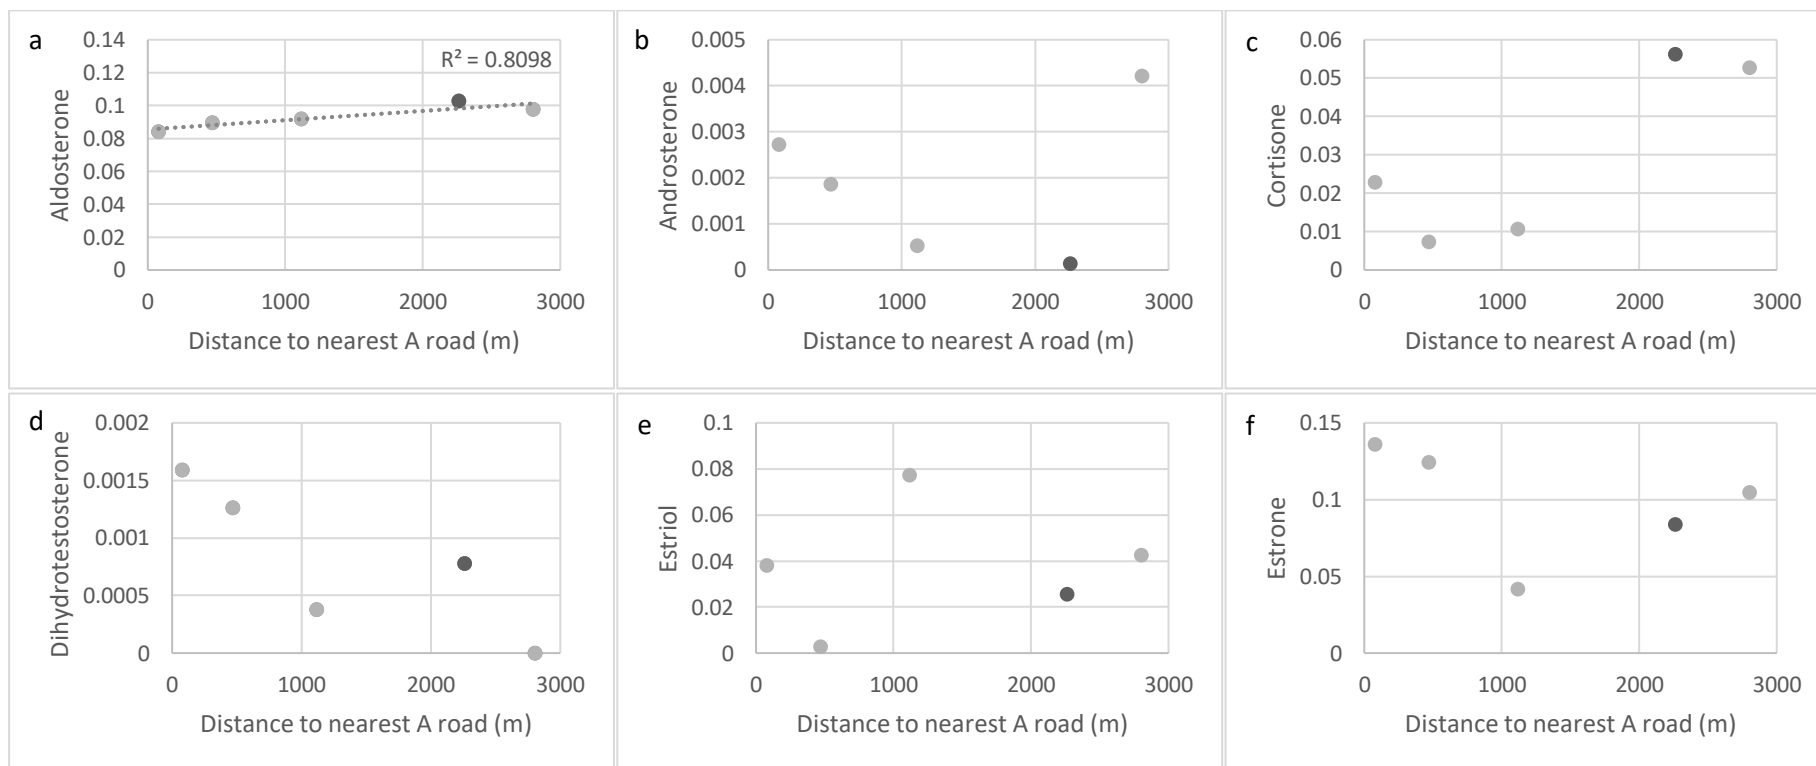 a
0.14
0.12
0.1
0.08
0.06
0.04
0.02
0
Aldosterone
R² = 0.8098
0 1000 2000 3000
Distance to nearest A road (m)
b
0.005
0.004
0.003
0.002
0.001
0
Androsterone
0 1000 2000 3000
Distance to nearest A road (m)
c
0.06
0.05
0.04
0.03
0.02
0.01
0
Cortisone
0 1000 2000 3000
Distance to nearest A road (m)
d
0.002
0.0015
0.001
0.0005
0
Dihydrotestosterone
0 1000 2000 3000
Distance to nearest A road (m)
e
0.1
0.08
0.06
0.04
0.02
0
Estriol
0 1000 2000 3000
Distance to nearest A road (m)
f
0.15
0.1
0.05
0
Estrone
0 1000 2000 3000
Distance to nearest A road (m)